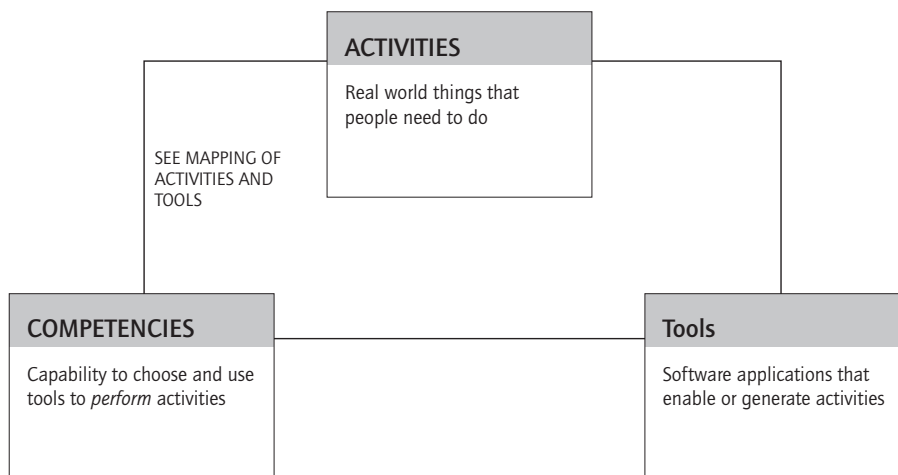 ACTIVITIES
Real world things that
people need to do
SEE MAPPING OF
ACTIVITIES AND
TOOLS
COMPETENCIES
Capability to choose and use
tools to perform activities
Tools
Software applications that
enable or generate activities